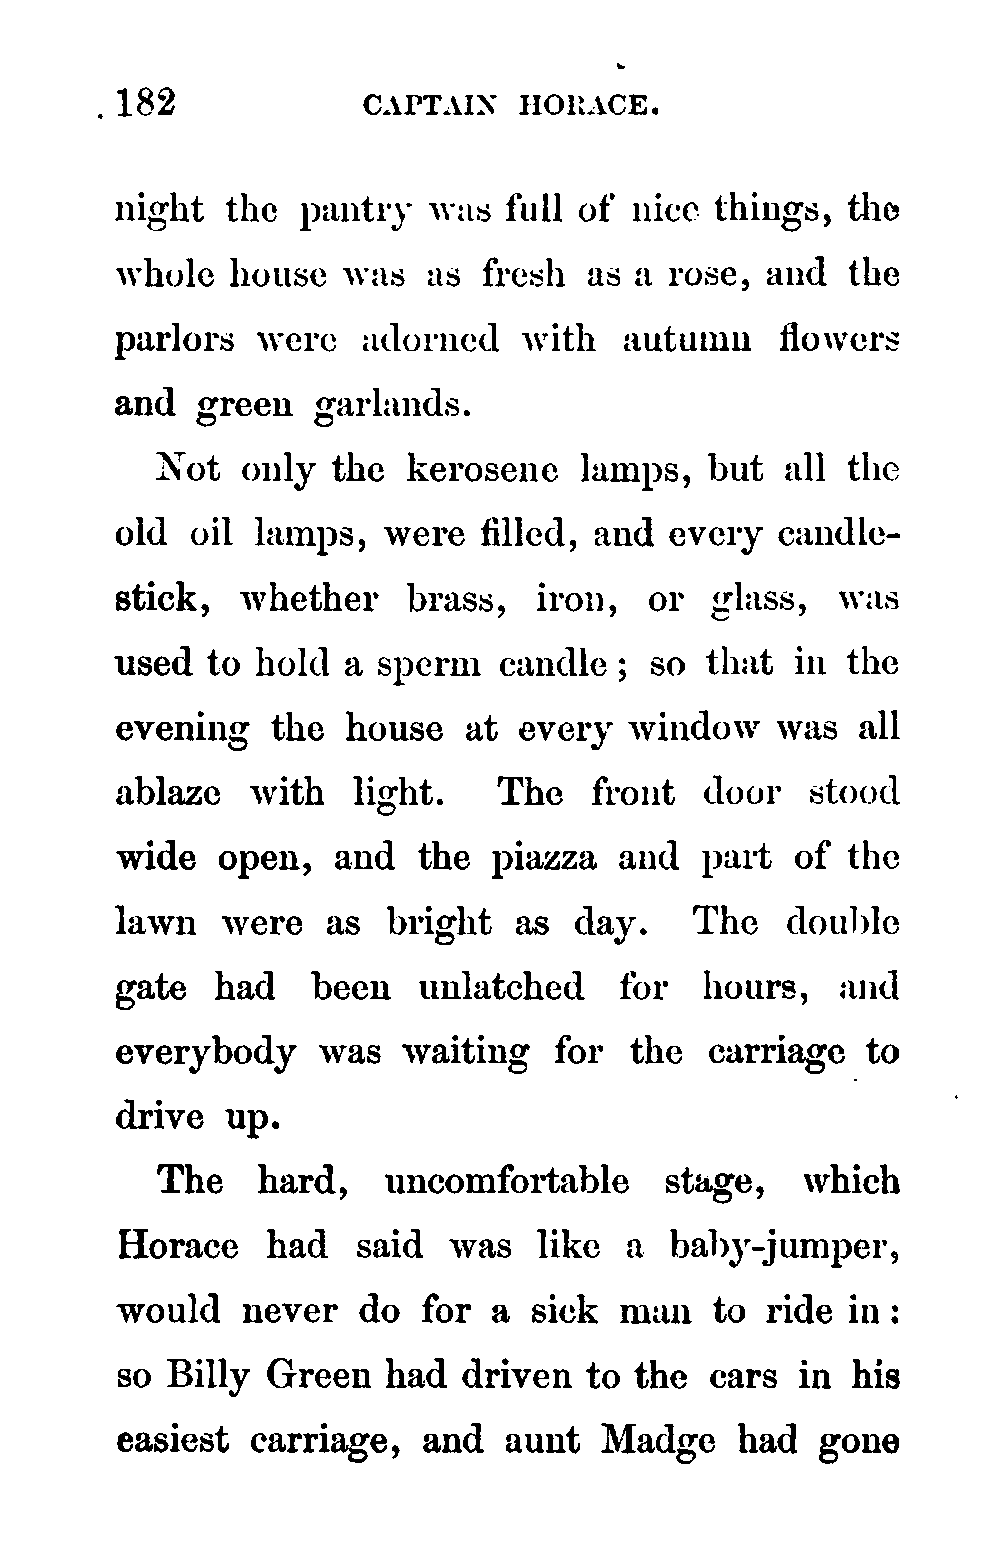 182 CAPTAIN HORACE.
night the pantry was full of nice things, the
whole house was as fresh as a rose, and the
parlors were adorned with autumn flowers
and green garlands.
Not only the kerosene lamps, but all the
old oil lamps, were filled, and every candle-
stick, whether brass, iron, or glass, was
used to hold a sperm candle ; so that in the
evening the house at every window was all
ablaze with light. The front door stood
wide open, and the piazza and part of the
lawn were as bright as day. The double
gate had been unlatched for hours, and
everybody was waiting for the carriage to
drive up.
The hard, uncomfortable stage, which
Horace had said was like a baby-jumper,
would never do for a sick man to ride in :
so Billy Green had driven to the cars in his
easiest carriage, and aunt Madge had gone